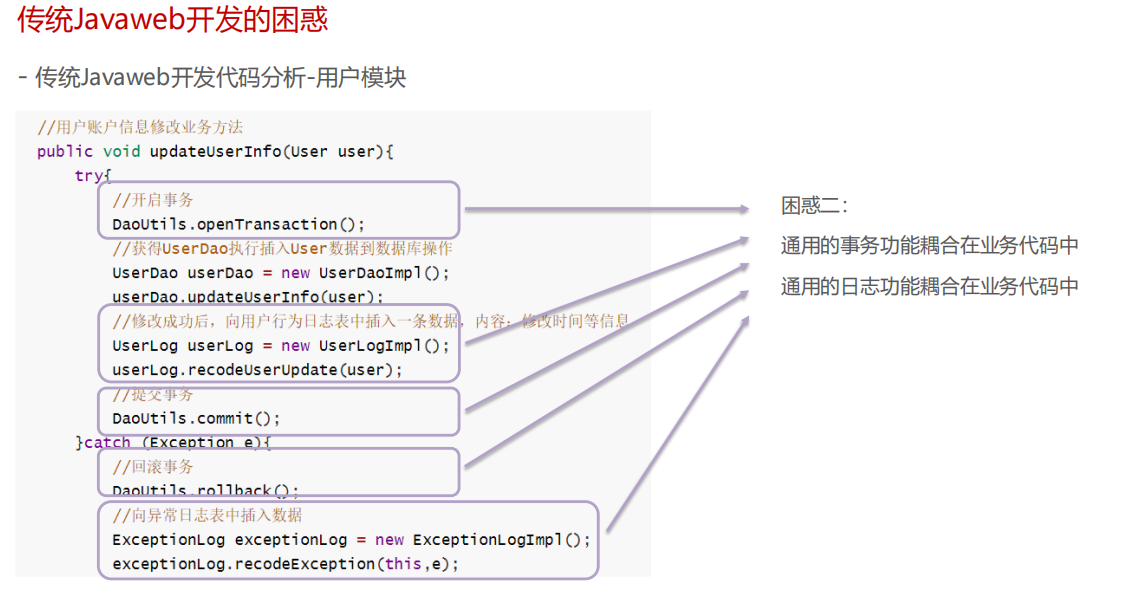 传统Javaweb开发的困惑
- 传统Javaweb开发代码分析-用户模块
//用户账户信息修改业务方法
public void updateUserInfo(User user){
try{
//开启事务
DaoUtils.openTransaction();
//获得UserDao执行插入User数据到数据库操作
UserDao userDao = new UserDaoImpl();
userDao.updateUserInfo(user);
//修改成功后，向用户行为日志表中插入一条数据，内容：修改时间等信息
UserLog userLog = new UserLogImpl();
userLog.recodeUserUpdate(user);
//提交事务
DaoUtils.commit();
}catch (Exception e){
//回滚事务
DaoUtils.rollback();
//向异常日志表中插入数据
ExceptionLog exceptionLog = new ExceptionLogImpl();
exceptionLog.recodeException(this,e);
困惑二：
通用的事务功能耦合在业务代码中
通用的日志功能耦合在业务代码中